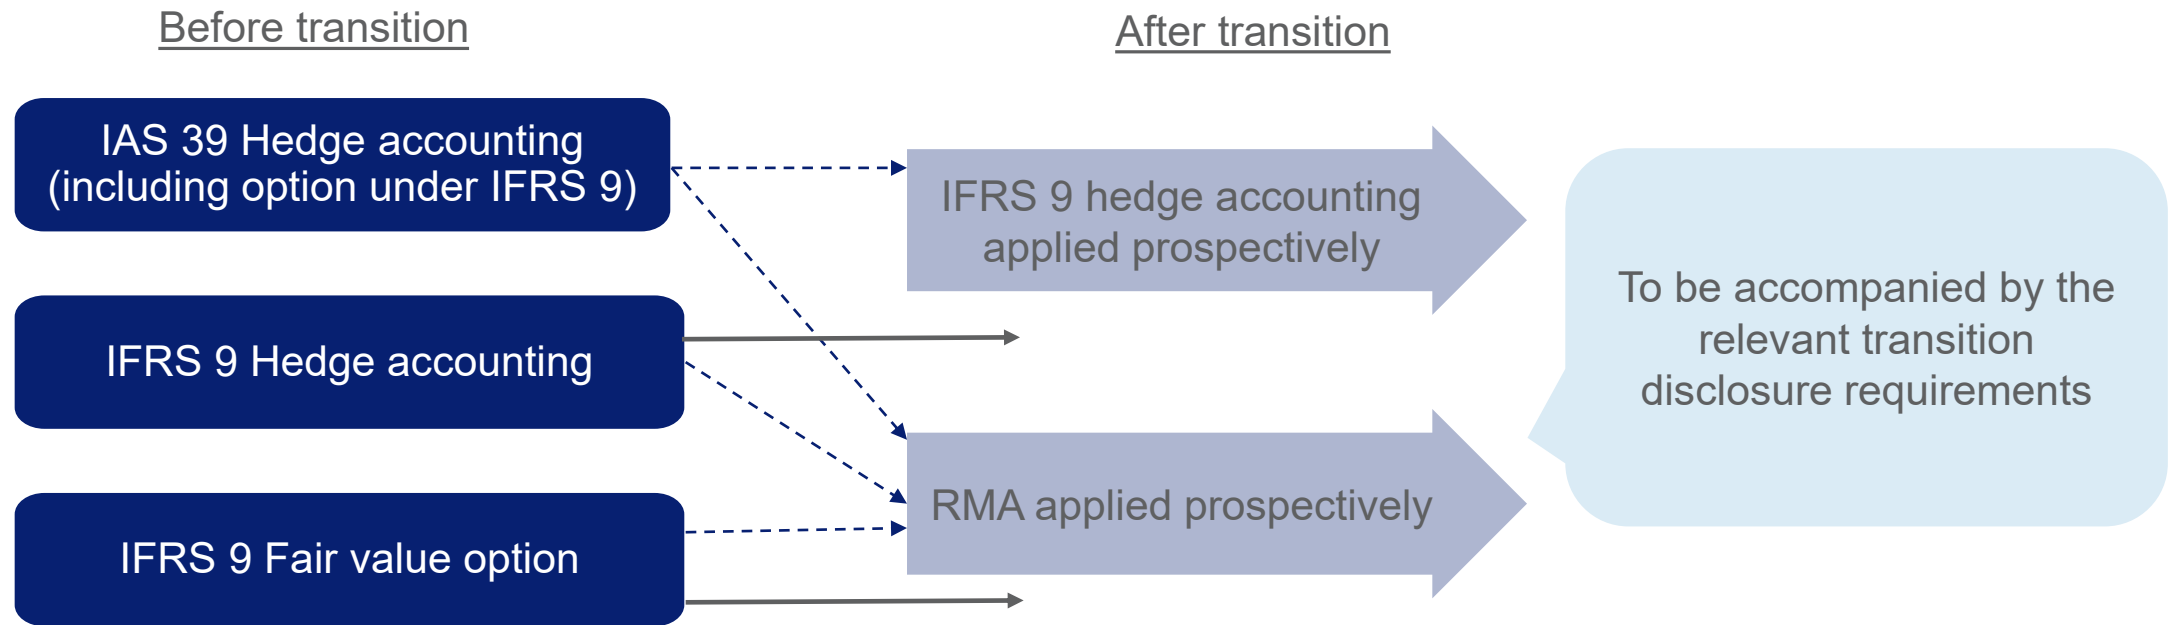 Before transition
After transition
IAS 39 Hedge accounting
(including option under IFRS 9)
IFRS 9 Hedge accounting
IFRS 9 Fair value option
IFRS 9 hedge accounting
applied prospectively
RMA applied prospectively
To be accompanied by the
relevant transition
disclosure requirements